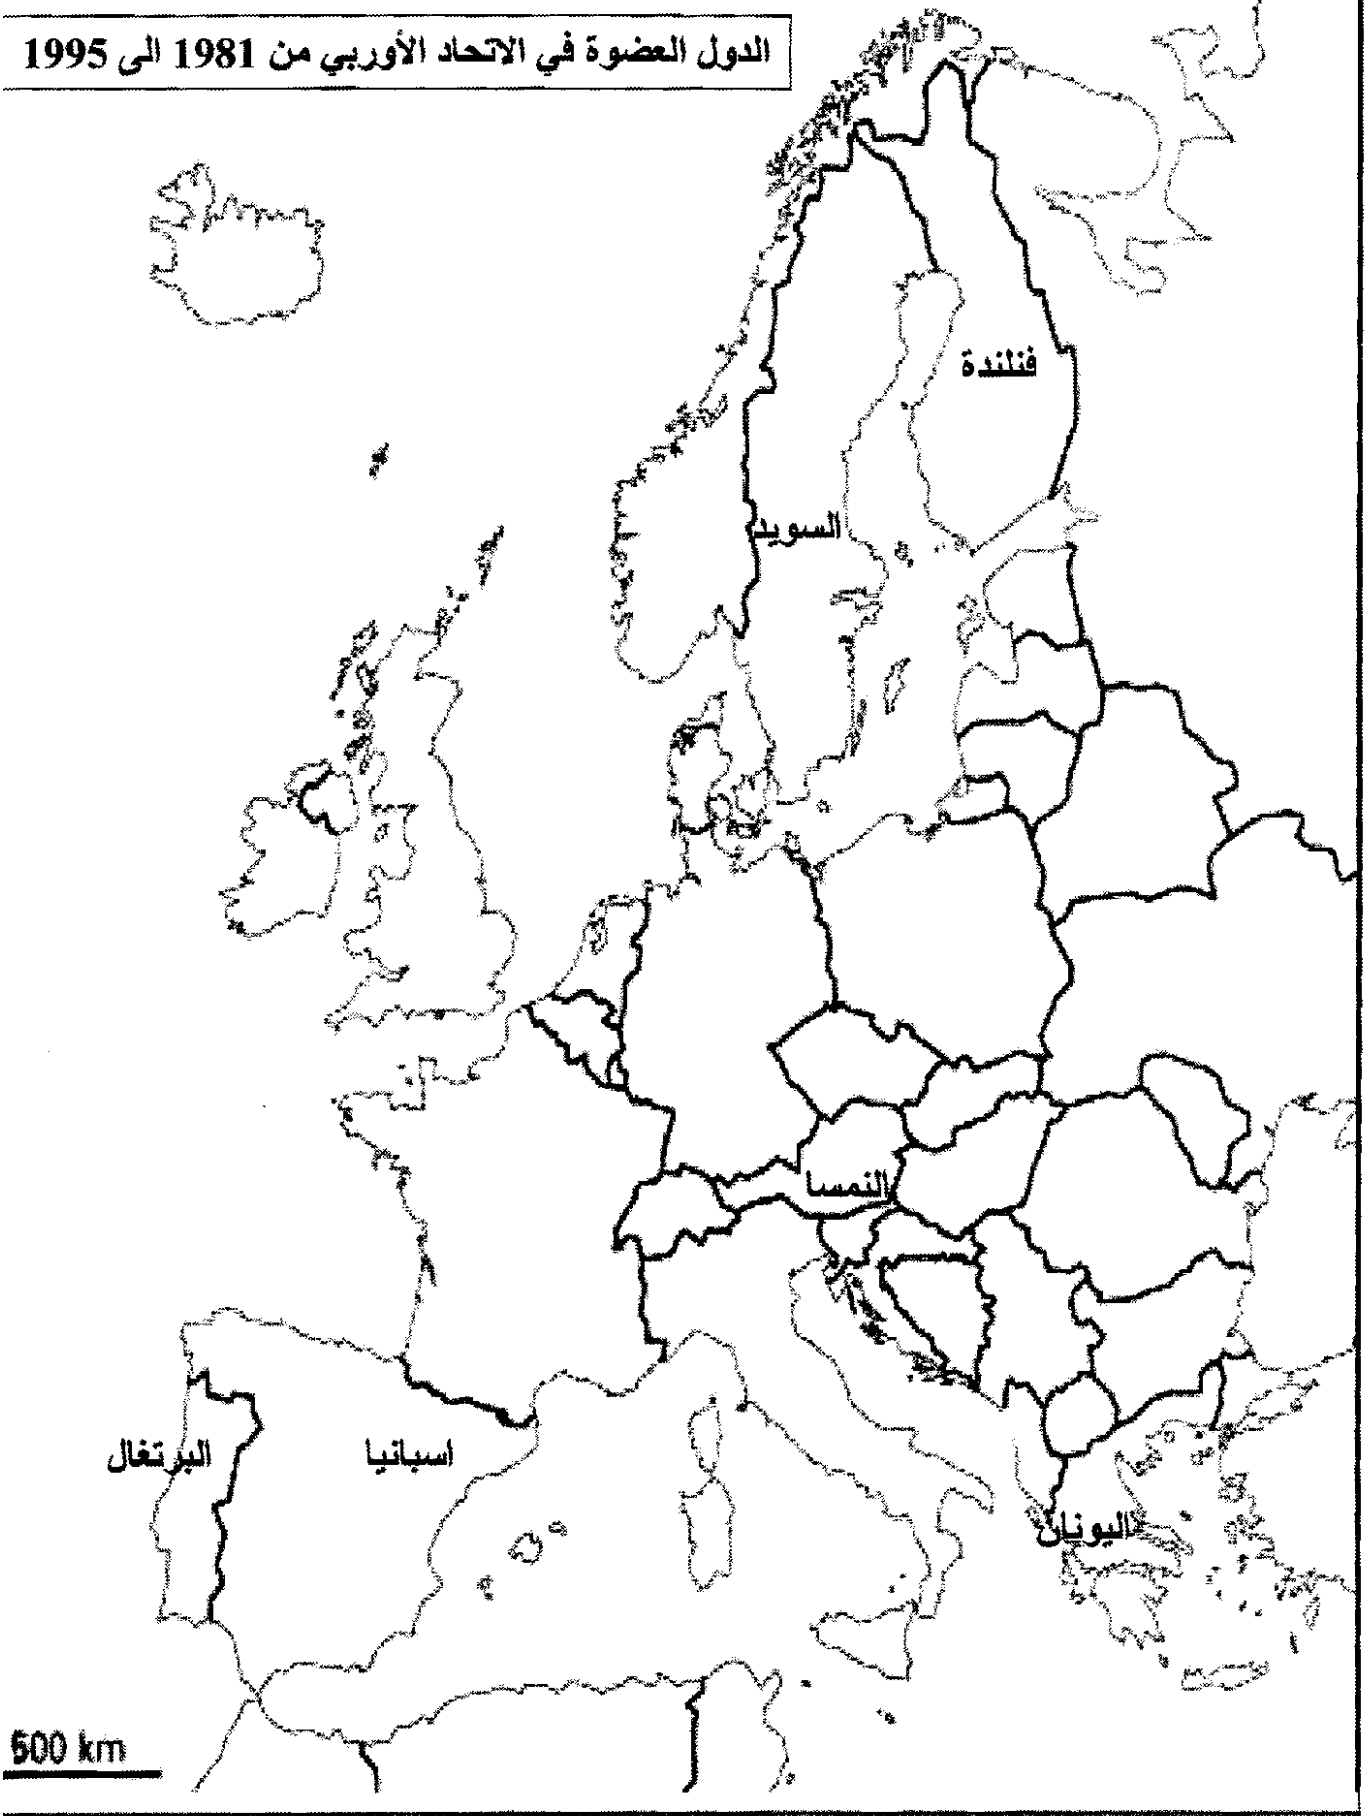 الدول العضوة في الاتحاد الأوربي من 1981 الى 1995
فنلندة
السويد
النمسا
البرتغال
اسبانيا
اليونان
500 km